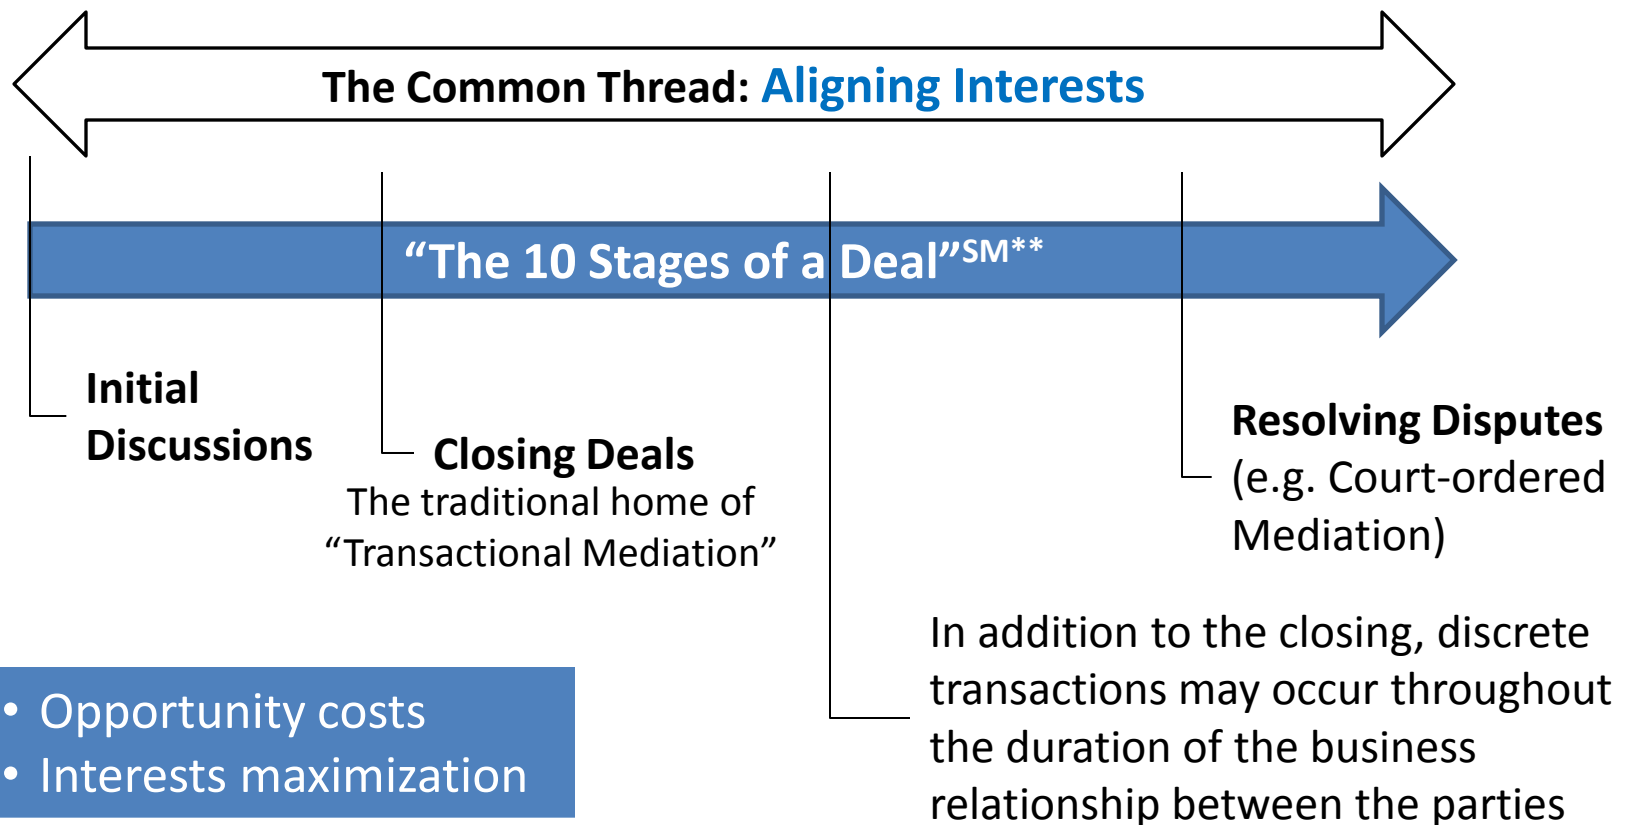 The Common Thread: Aligning Interests
“The 10 Stages of a Deal”SM**
Initial
Discussions
Closing Deals
The traditional home of
“Transactional Mediation”
Resolving Disputes
(e.g. Court-ordered
Mediation)
In addition to the closing, discrete
transactions may occur throughout
the duration of the business
relationship between the parties
• Opportunity costs
• Interests maximization